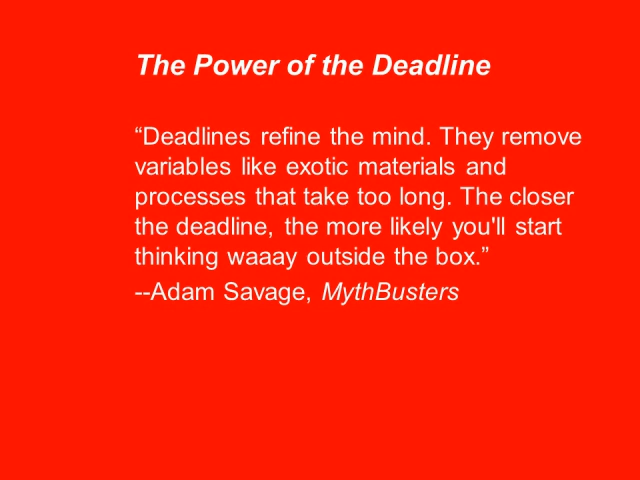 The Power of the Deadline
“Deadlines refine the mind. They remove
variables like exotic materials and
processes that take too long. The closer
the deadline, the more likely you'll start
thinking waaay outside the box.”
--Adam Savage, MythBusters